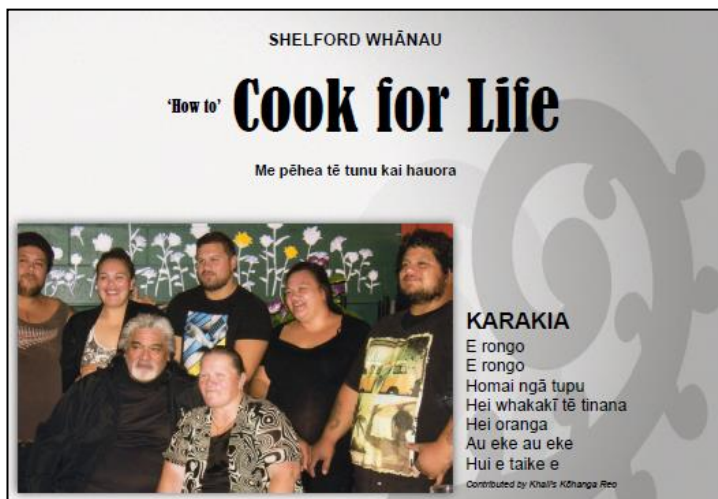 SHELFORD WHĀNAU
'How to' Cook for Life
Me pēhea tē tunu kai hauora
KARAKIA
E rongo
E rongo
Homai ngā tupu
Hei whakakī tē tinana
Hei oranga
Au eke au eke
Hui e taike e
Contributed by Khali's Kōhanga Reo